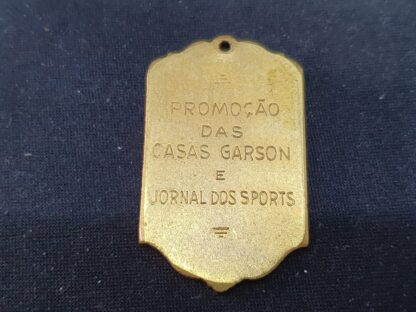 PROMOÇÃO
DAS
CASAS GARSON
E
JORNAL DOS SPORTS